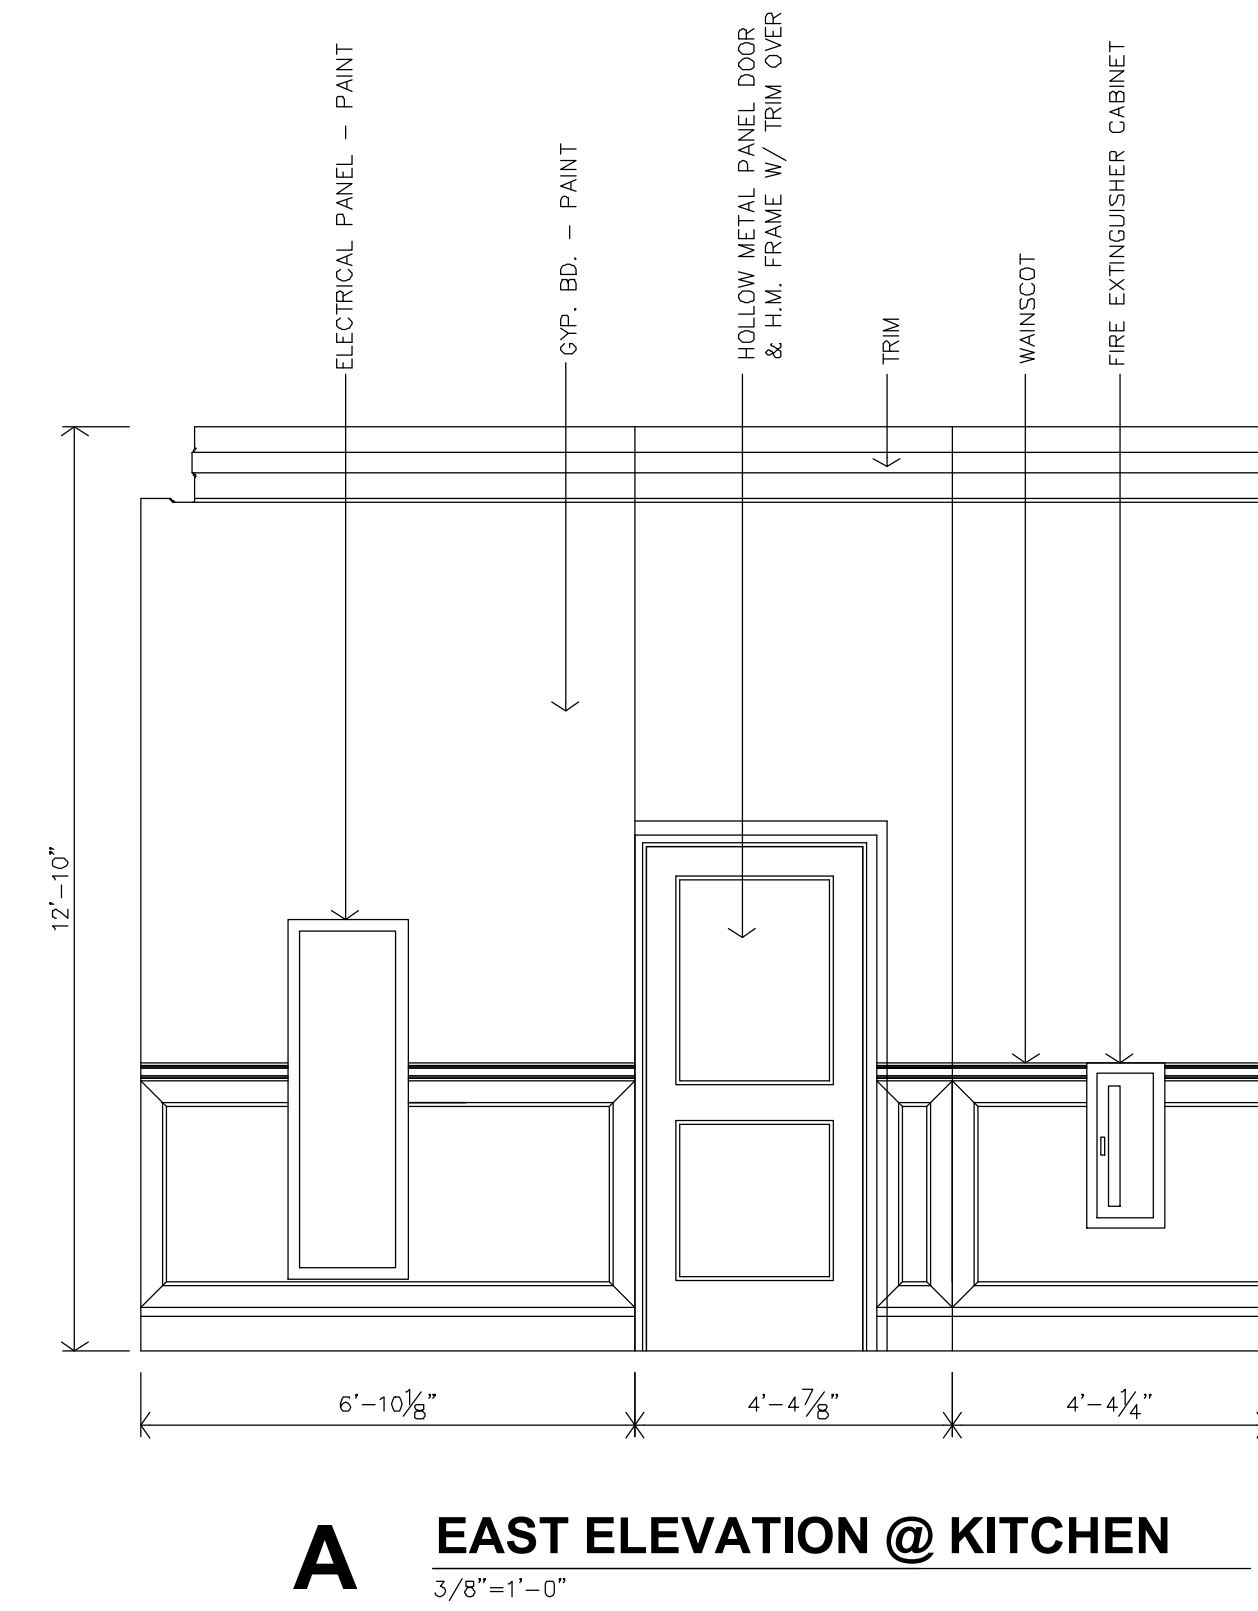 ELECTRICAL PANEL – PAINT
GYP. BD. – PAINT
HOLLOW METAL PANEL DOOR
& H.M. FRAME W/ TRIM OVER
TRIM
WAINSCOT
FIRE EXTINGUISHER CABINET
12'–10"
6'–10⅛"
4'–4⅞"
4'–4¼"
A
EAST ELEVATION @ KITCHEN
3/8"=1'–0"